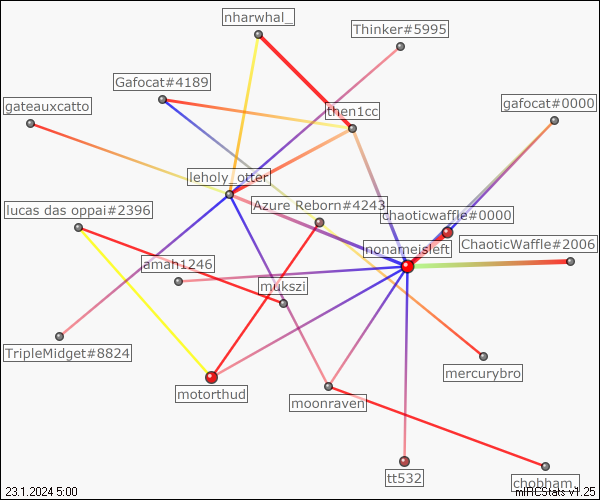 nharwhal_
Thinker#5995
Gafocat#4189
gateauxcatto
then1cc
gafocat#0000
leholy_otter
lucas das oppai#2396
Azure Reborn#4243
chaoticwaffle#0000
nonameisleft
ChaoticWaffle#2006
amah1246
mukszi
TripleMidget#8824
mercurybro
motorthud
moonraven
tt532
chobham.
23.1.2024 5:00
mIRCStats v1.25